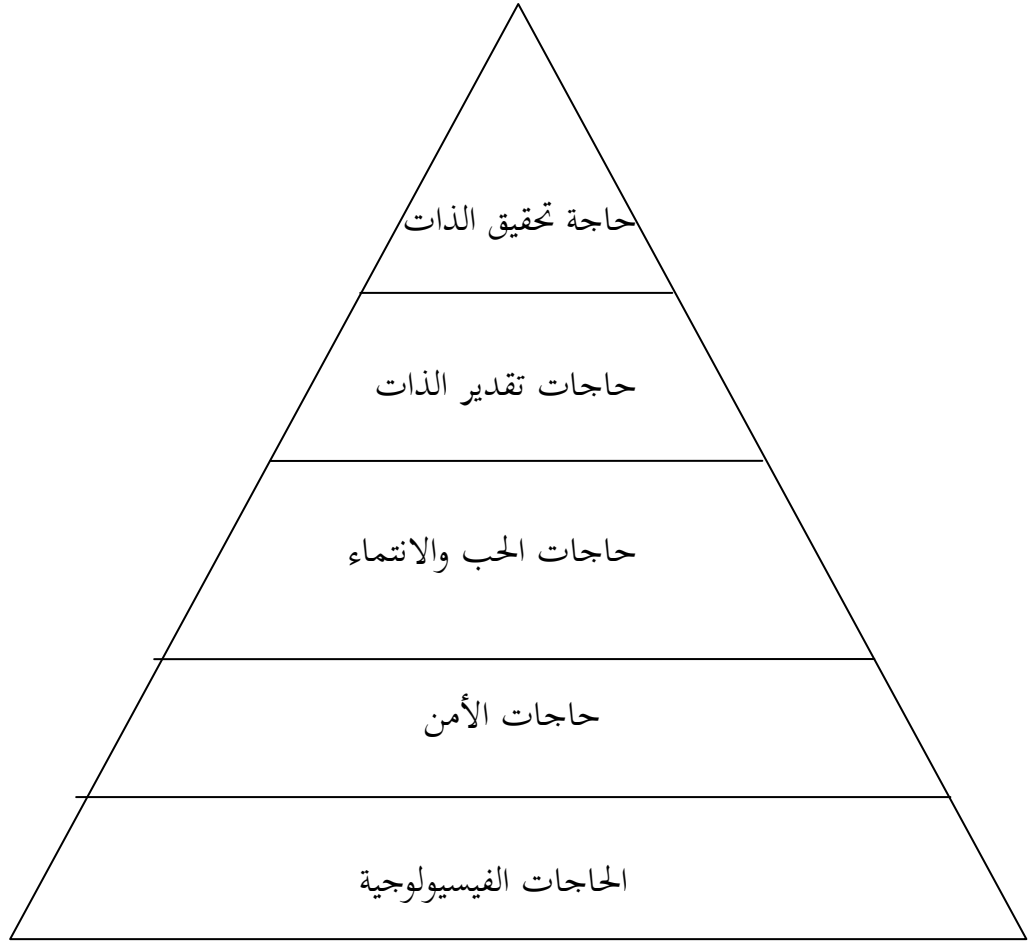 حاجة تحقيق الذات
حاجات تقدير الذات
حاجات الحب والانتماء
حاجات الأمن
الحاجات الفيسيولوجية